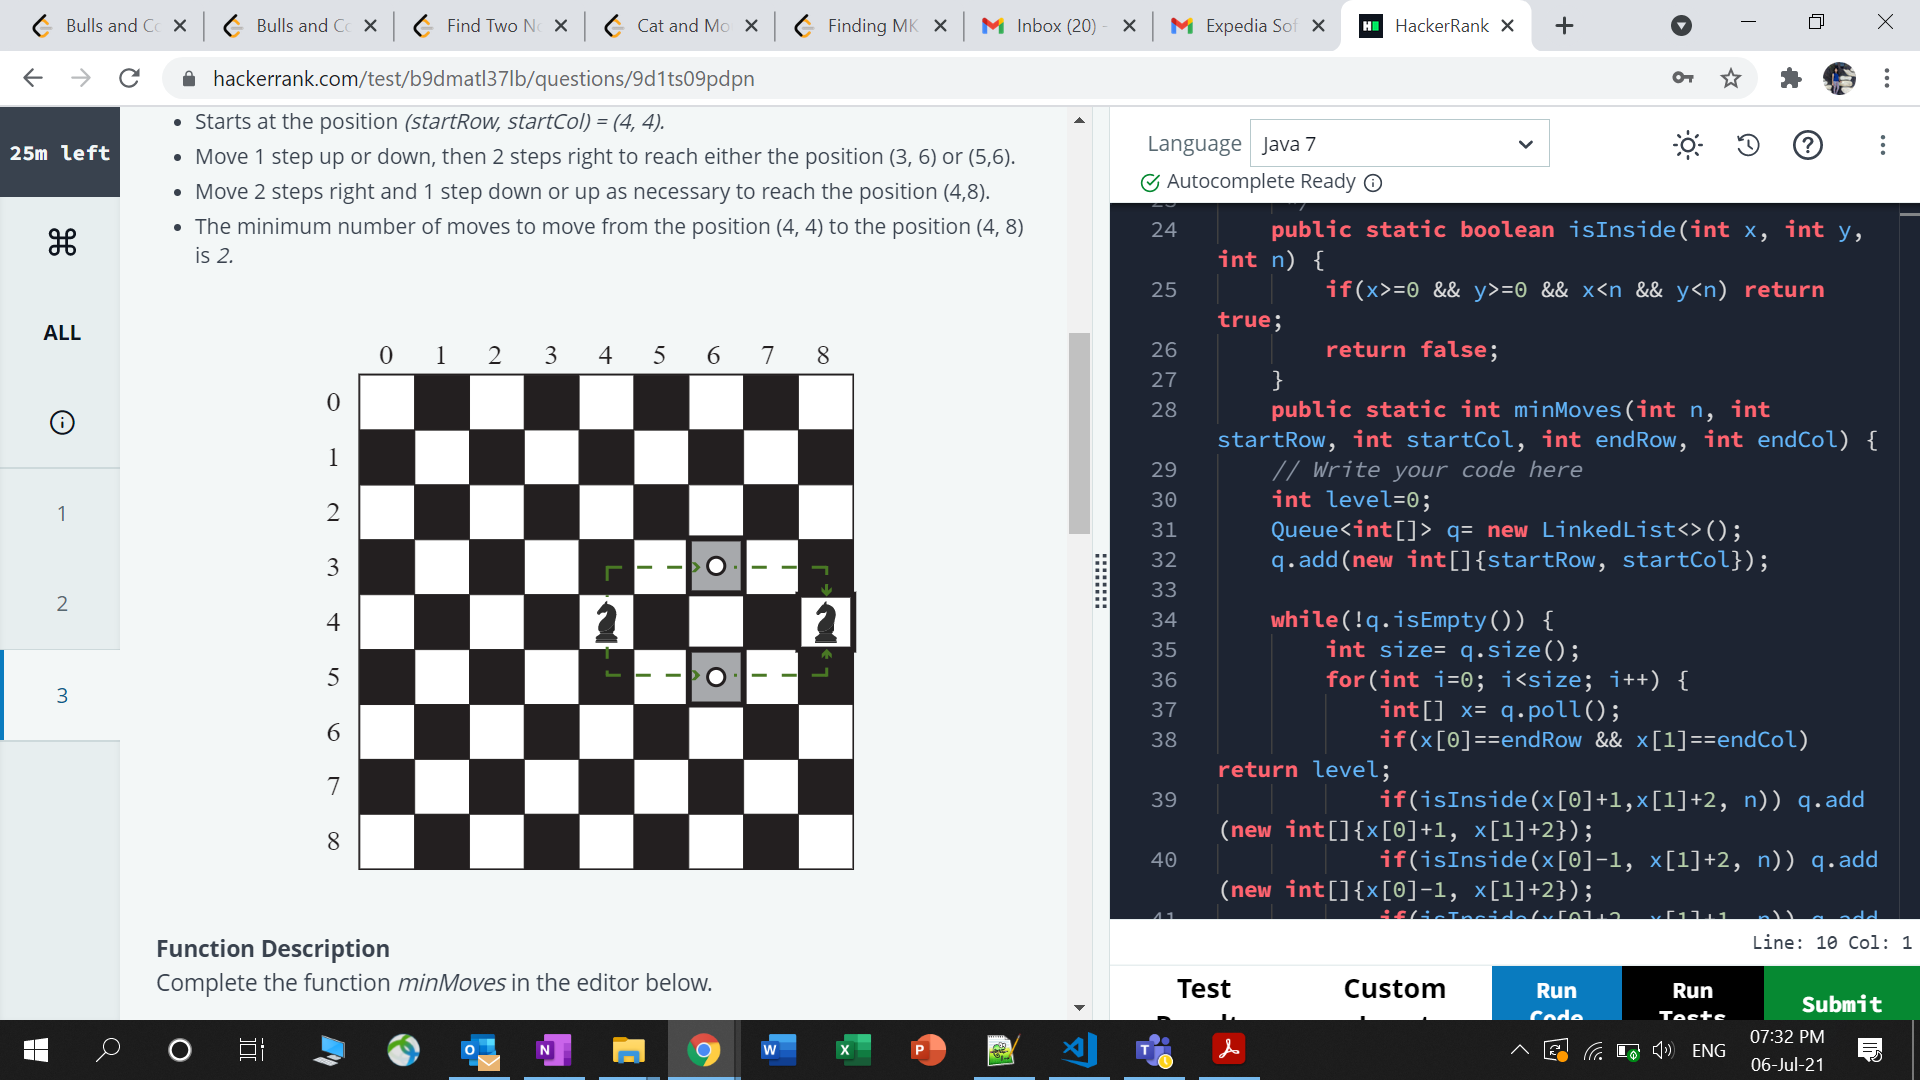 Bulls and Co
Bulls and Co
Find Two No
Cat and Mo
Finding MK
Inbox (20) -
Expedia Sof
HackerRank
hackerrank.com/test/b9dmatl37lb/questions/9d1ts09pdpn
25m left
ALL
1
2
3
• Starts at the position (startRow, startCol) = (4, 4).
• Move 1 step up or down, then 2 steps right to reach either the position (3, 6) or (5,6).
• Move 2 steps right and 1 step down or up as necessary to reach the position (4,8).
• The minimum number of moves to move from the position (4, 4) to the position (4, 8)
is 2.
0 1 2 3 4 5 6 7 8
0
1
2
3
4
5
6
7
8
Function Description
Complete the function minMoves in the editor below.
Language Java 7
Autocomplete Ready
24 public static boolean isInside(int x, int y,
int n) {
25 if(x>=0 && y>=0 && x<n && y<n) return
true;
26 return false;
27 }
28 public static int minMoves(int n, int
startRow, int startCol, int endRow, int endCol) {
29 // Write your code here
30 int level=0;
31 Queue<int[]> q= new LinkedList<>();
32 q.add(new int[]{startRow, startCol});
33
34 while(!q.isEmpty()) {
35 int size= q.size();
36 for(int i=0; i<size; i++) {
37 int[] x= q.poll();
38 if(x[0]==endRow && x[1]==endCol)
return level;
39 if(isInside(x[0]+1,x[1]+2, n)) q.add
(new int[]{x[0]+1, x[1]+2});
40 if(isInside(x[0]-1, x[1]+2, n)) q.add
(new int[]{x[0]-1, x[1]+2});
41 if(isInside(x[0]+2, x[1]+1, n)) q.add
Line: 10 Col: 1
Test
Custom
Run
Code
Run
Tests
Submit
ENG
07:32 PM
06-Jul-21